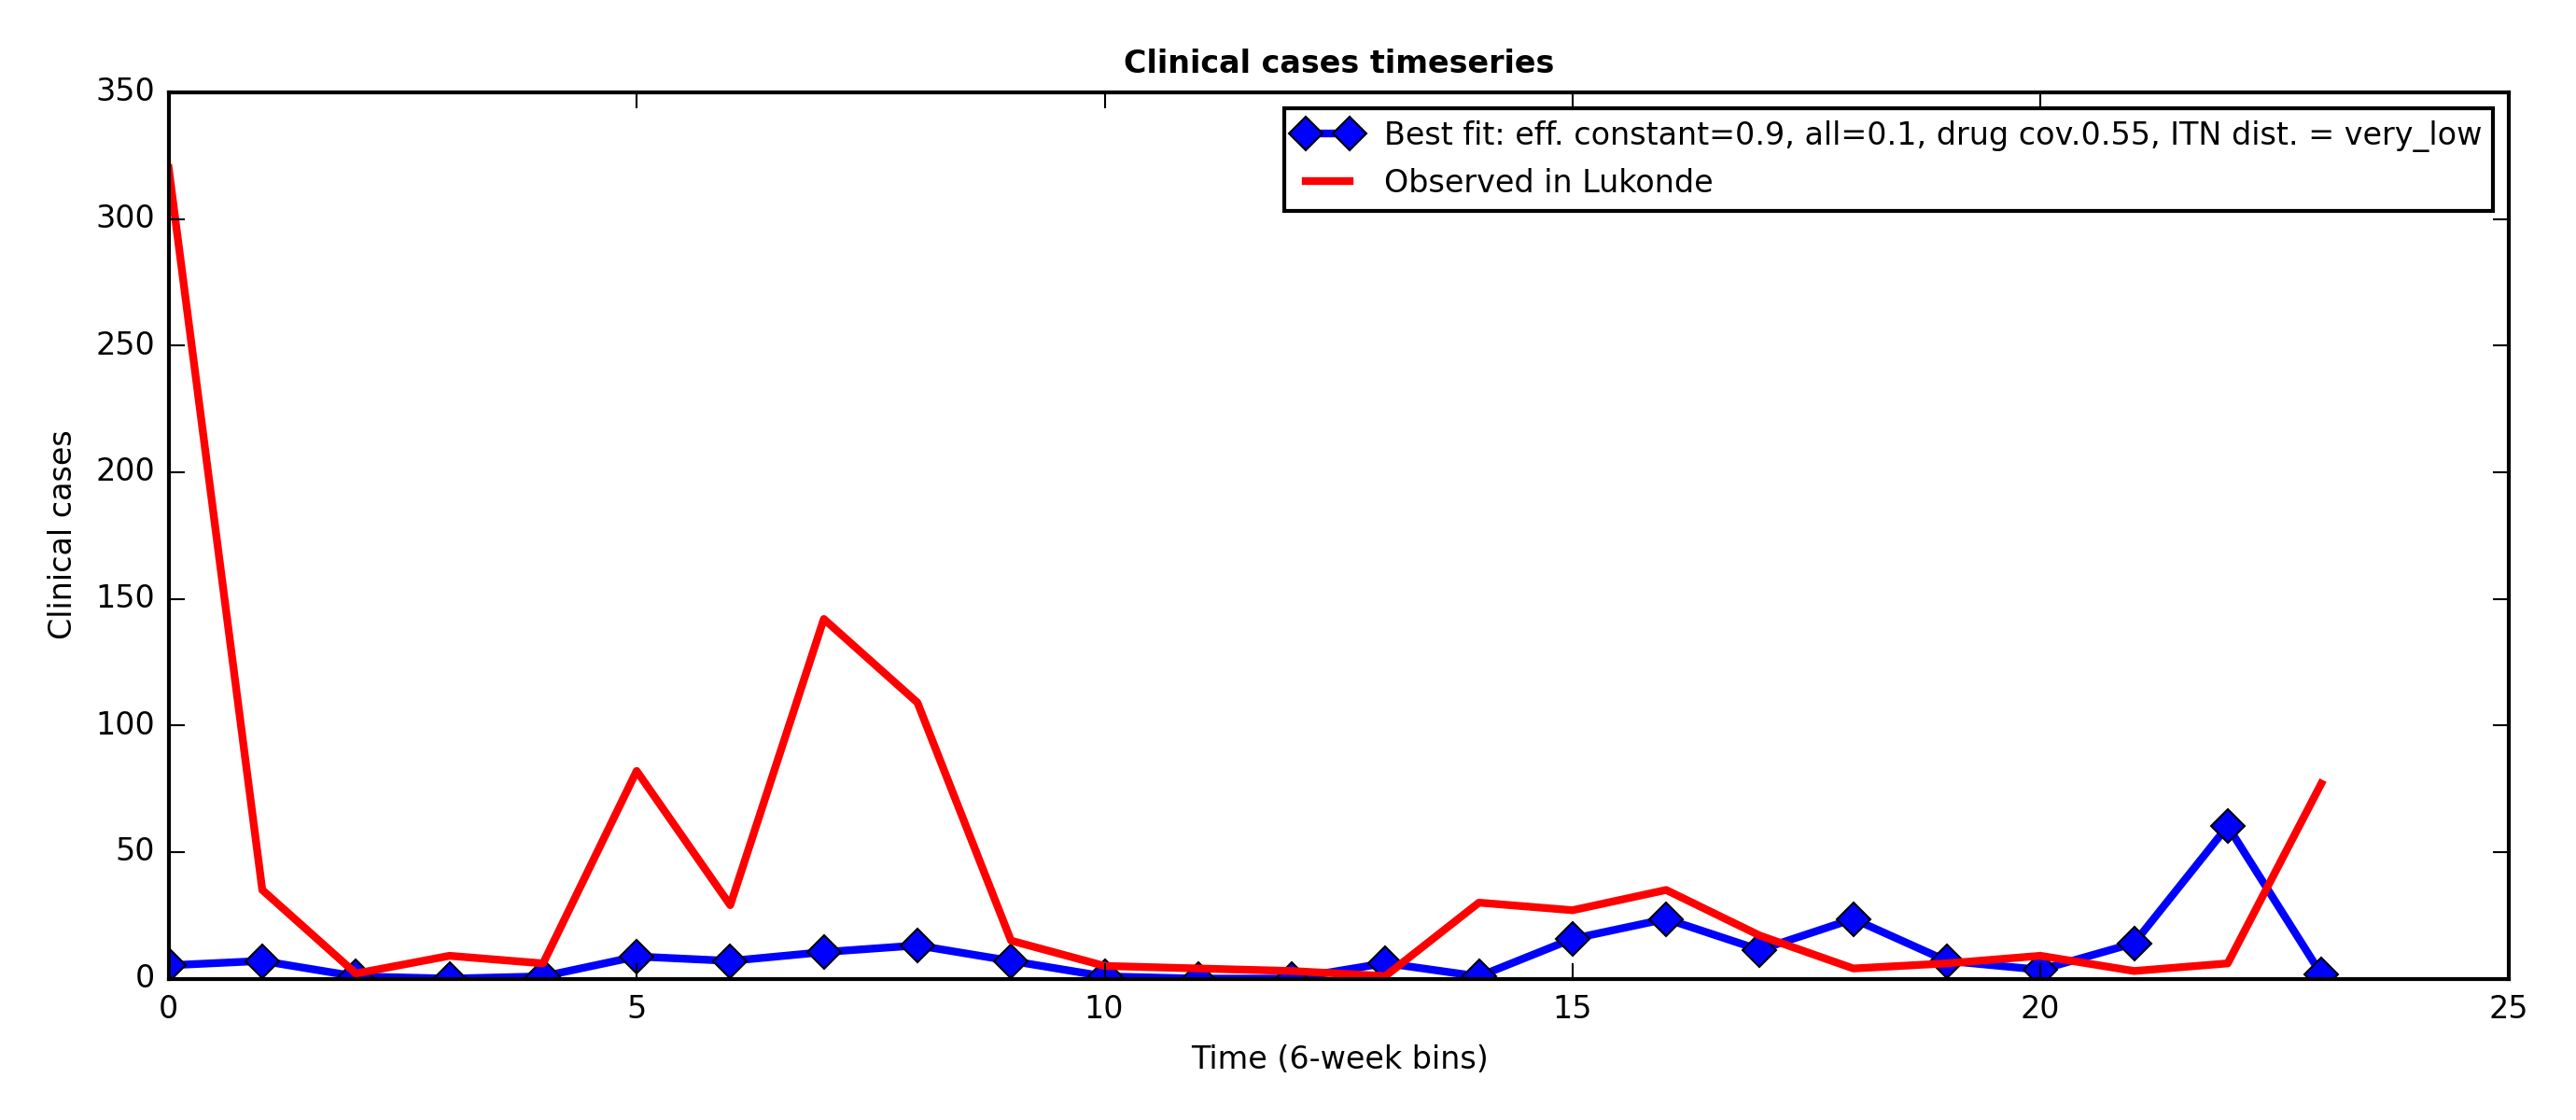 Clinical cases timeseries
350
300
250
200
150
100
50
0
Clinical cases
Best fit: eff. constant=0.9, all=0.1, drug cov.0.55, ITN dist. = very_low
Observed in Lukonde
0 5 10 15 20 25
Time (6-week bins)